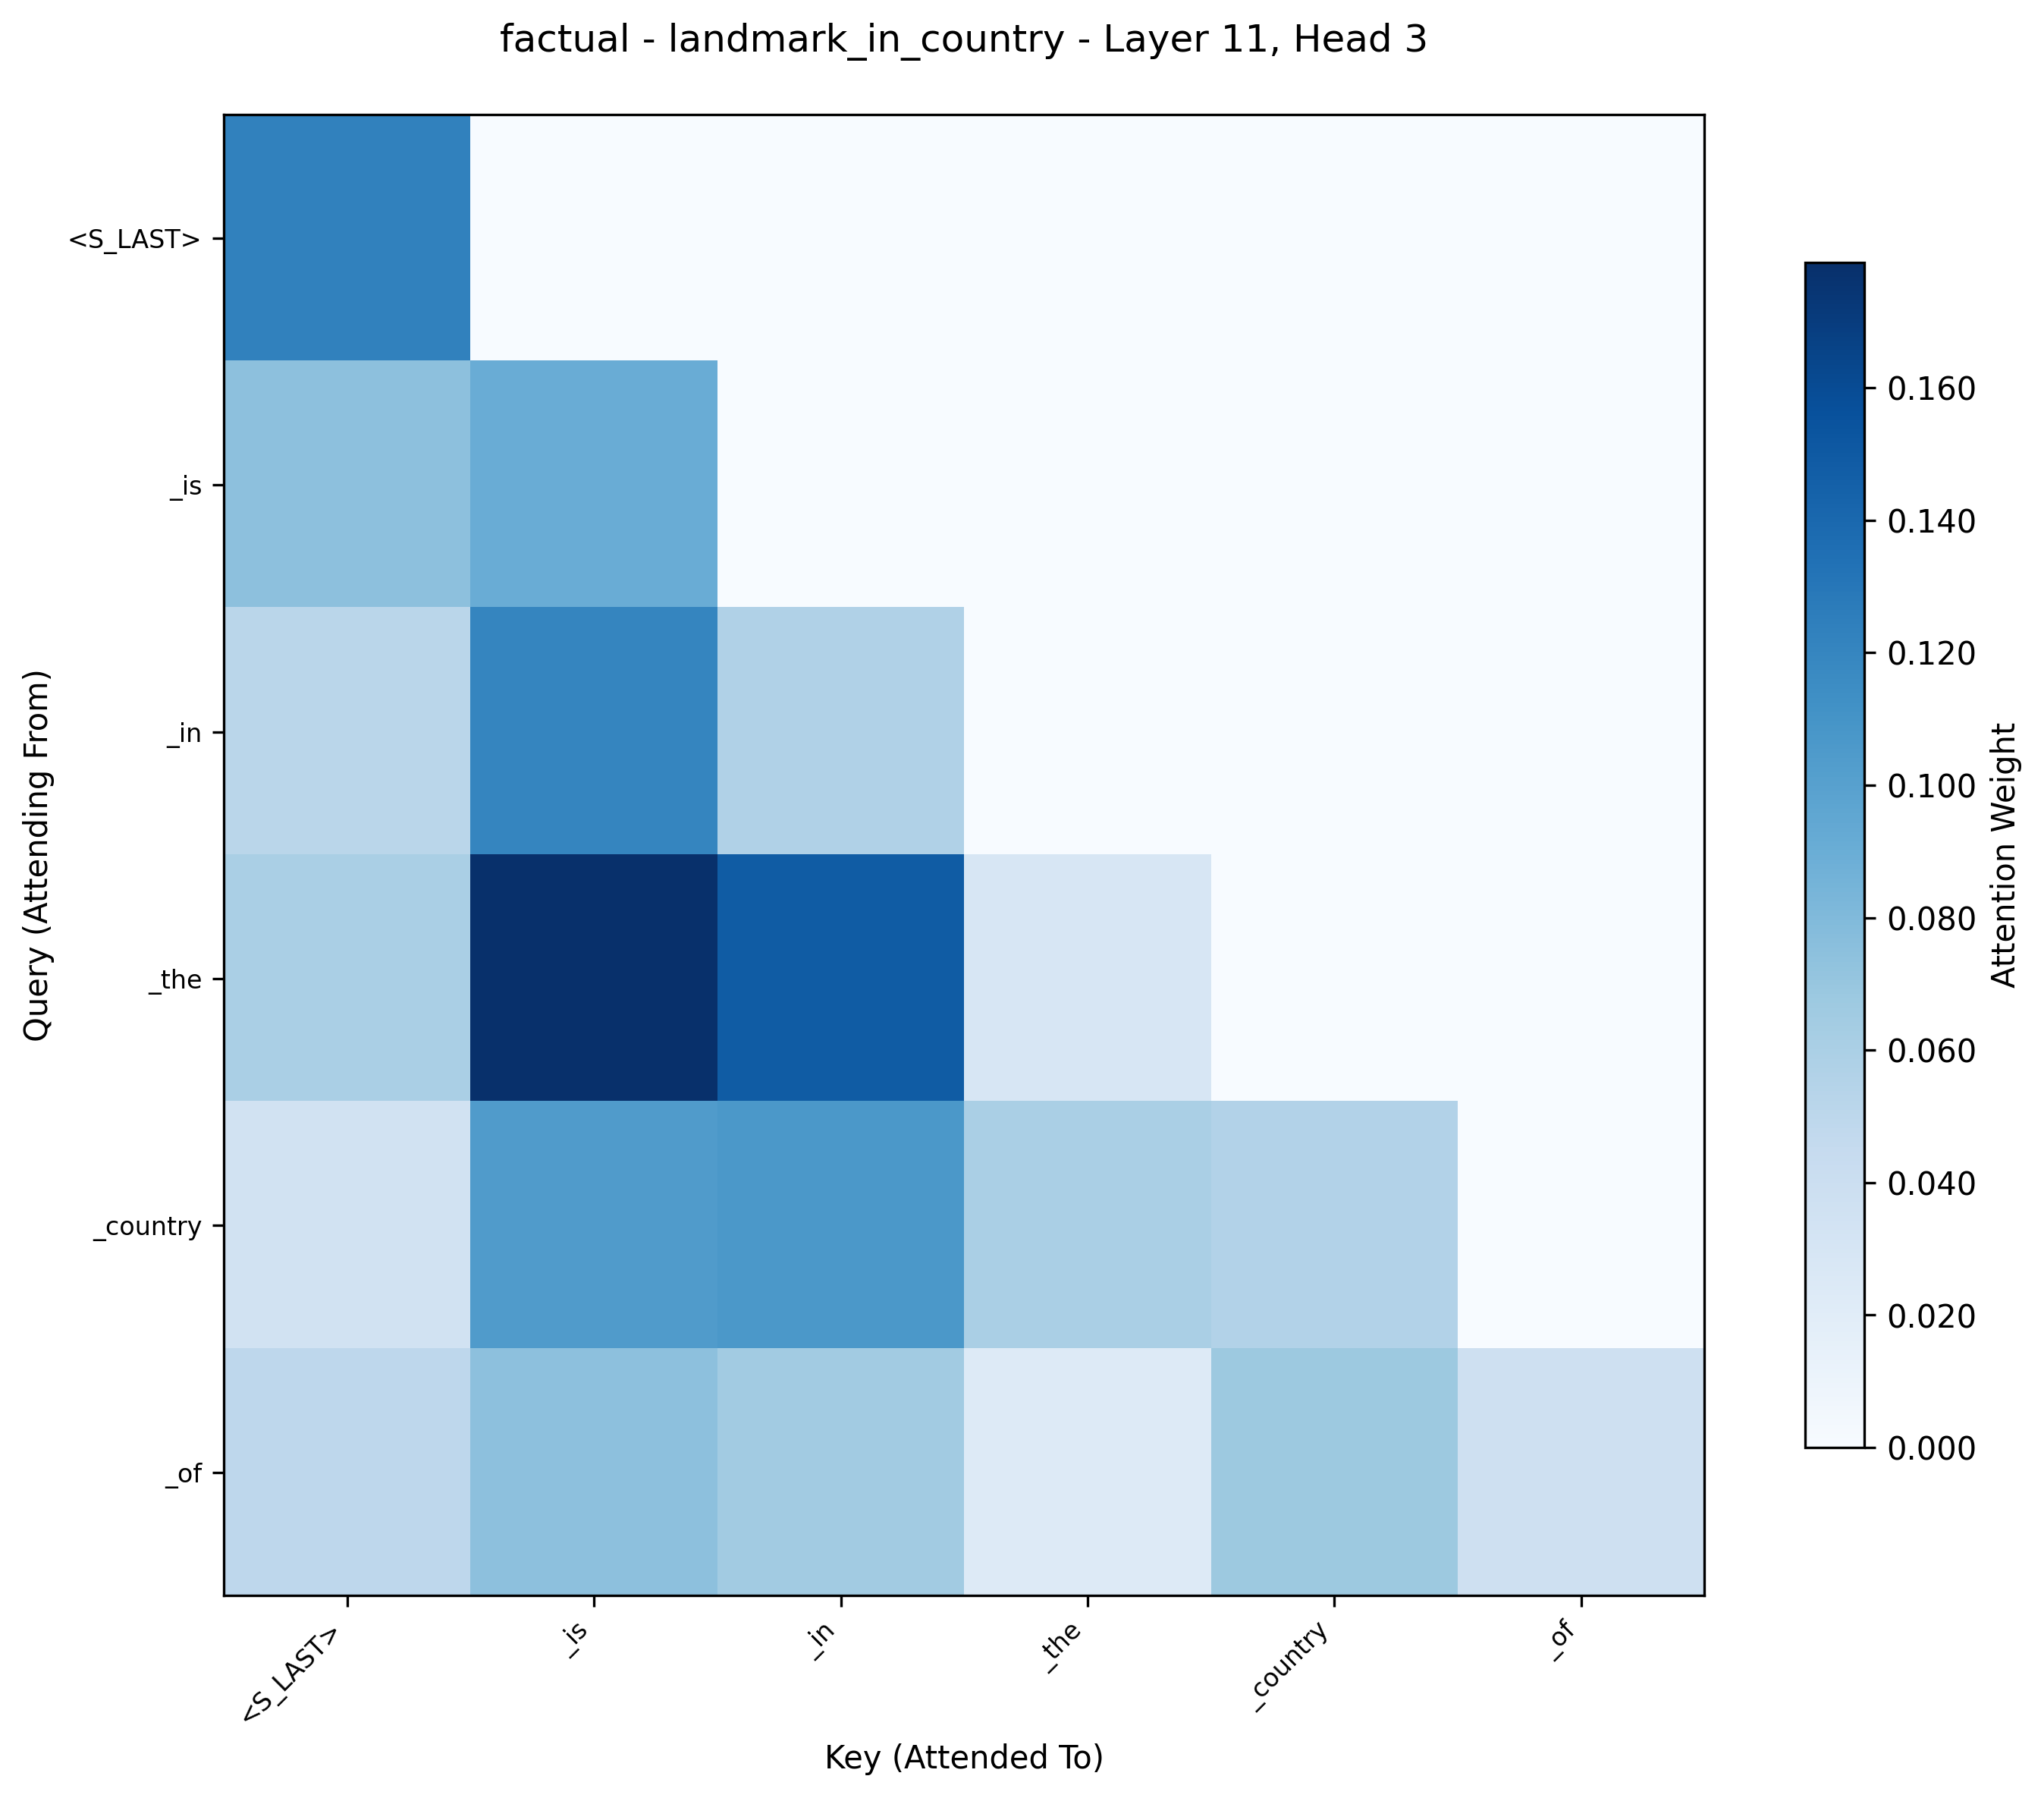 factual - landmark_in_country - Layer 11, Head 3
Query (Attending From)
<S_LAST>
_is
_in
_the
_country
_of
<S_LAST>
_is
_in
_the
_country
_of
Key (Attended To)
0.160
0.140
0.120
0.100
0.080
0.060
0.040
0.020
0.000
Attention Weight